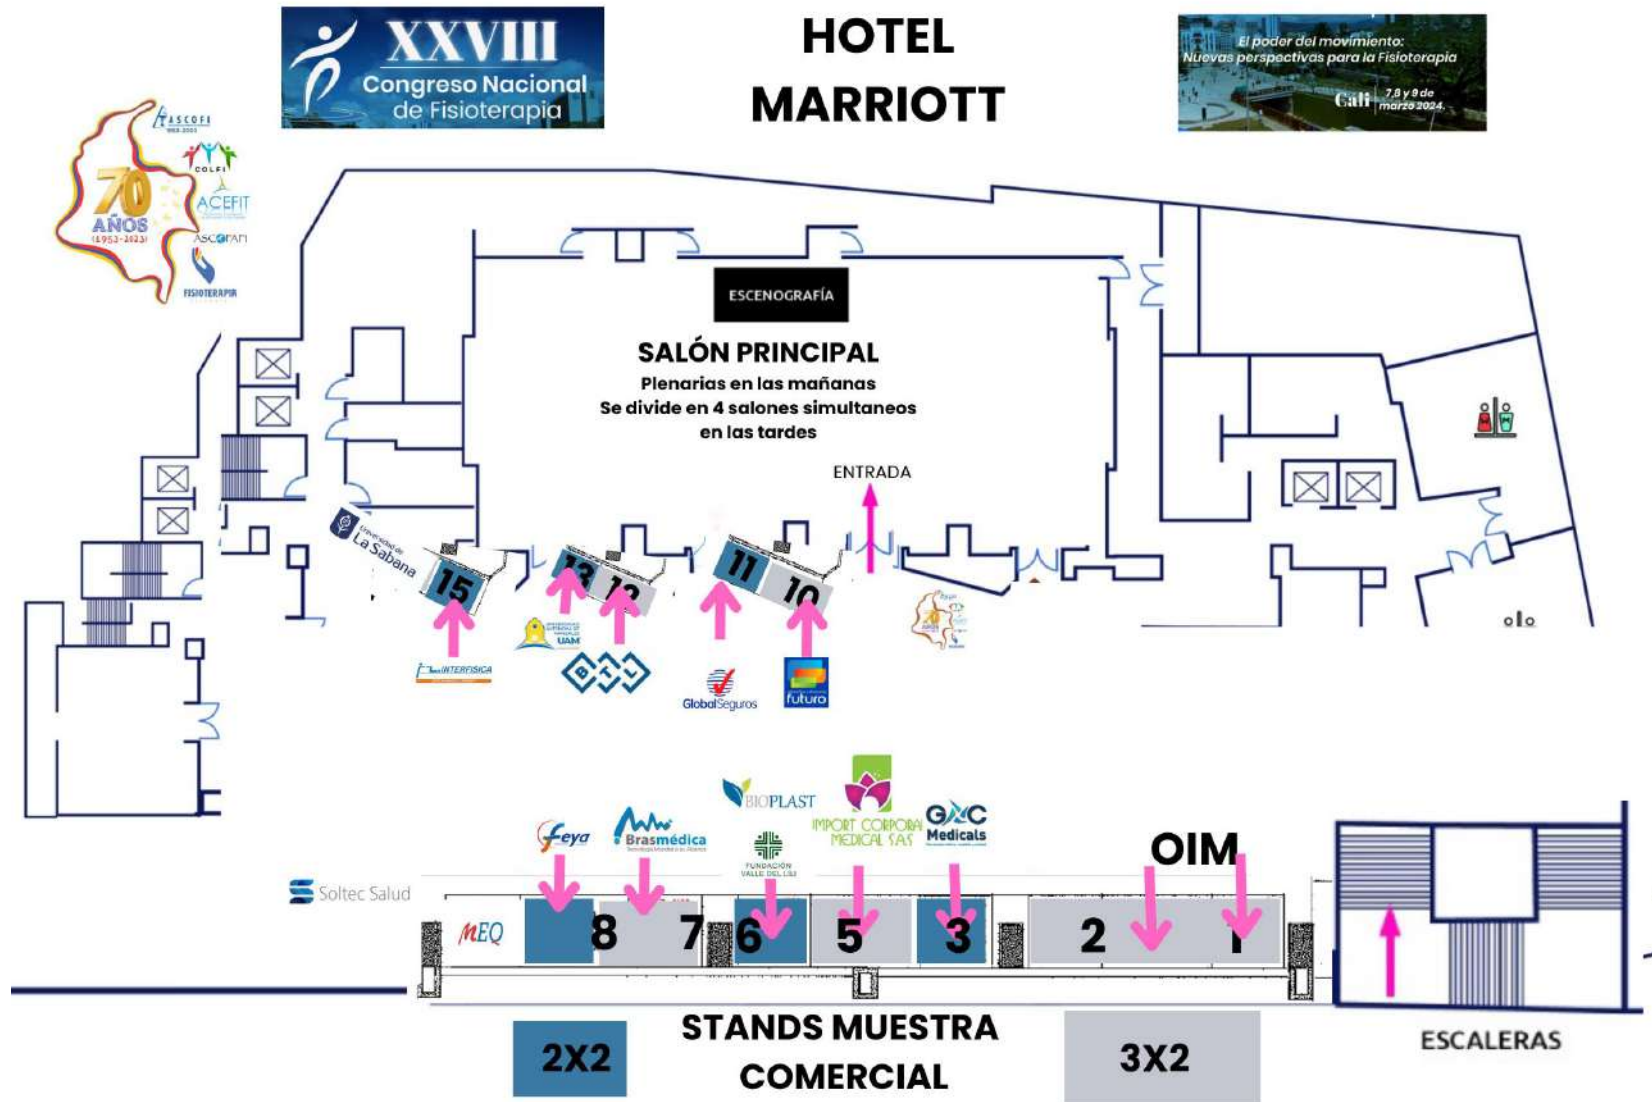 XXVIII
Congreso Nacional
de Fisioterapia
HOTEL
MARRIOTT
El poder del movimiento:
Nuevas perspectivas para la Fisioterapia
Cali
7,8 y 9 de
marzo 2024.
ASCOFI
COLFI
70
AÑOS
(1953-2023)
ACEFIT
FISIOTERAPIA
ESCENOGRAFÍA
SALÓN PRINCIPAL
Plenarias en las mañanas
Se divide en 4 salones simultaneos
en las tardes
ENTRADA
Universidad de
La Sabana
15
13
12
11
10
INTERFISICA
UAM
BTL
GlobalSeguros
futuro
70
BIOPLAST
IMPORT CORPORA
MEDICAL SAS
GXC
Medicals
feya
Brasmédica
FUNDACIÓN
VALLE DEL LILI
OIM
Soltec Salud
MEQ
8
7
6
5
3
2
1
2X2
STANDS MUESTRA
COMERCIAL
3X2
ESCALERAS